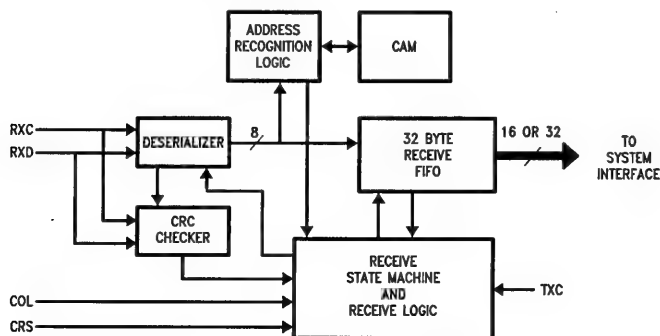 ADDRESS
RECOGNITION
LOGIC
CAM
RXC
RXD
DESERIALIZER
8
32 BYTE
RECEIVE
FIFO
16 OR 32
TO
SYSTEM
INTERFACE
CRC
CHECKER
RECEIVE
STATE MACHINE
AND
RECEIVE LOGIC
TXC
COL
CRS